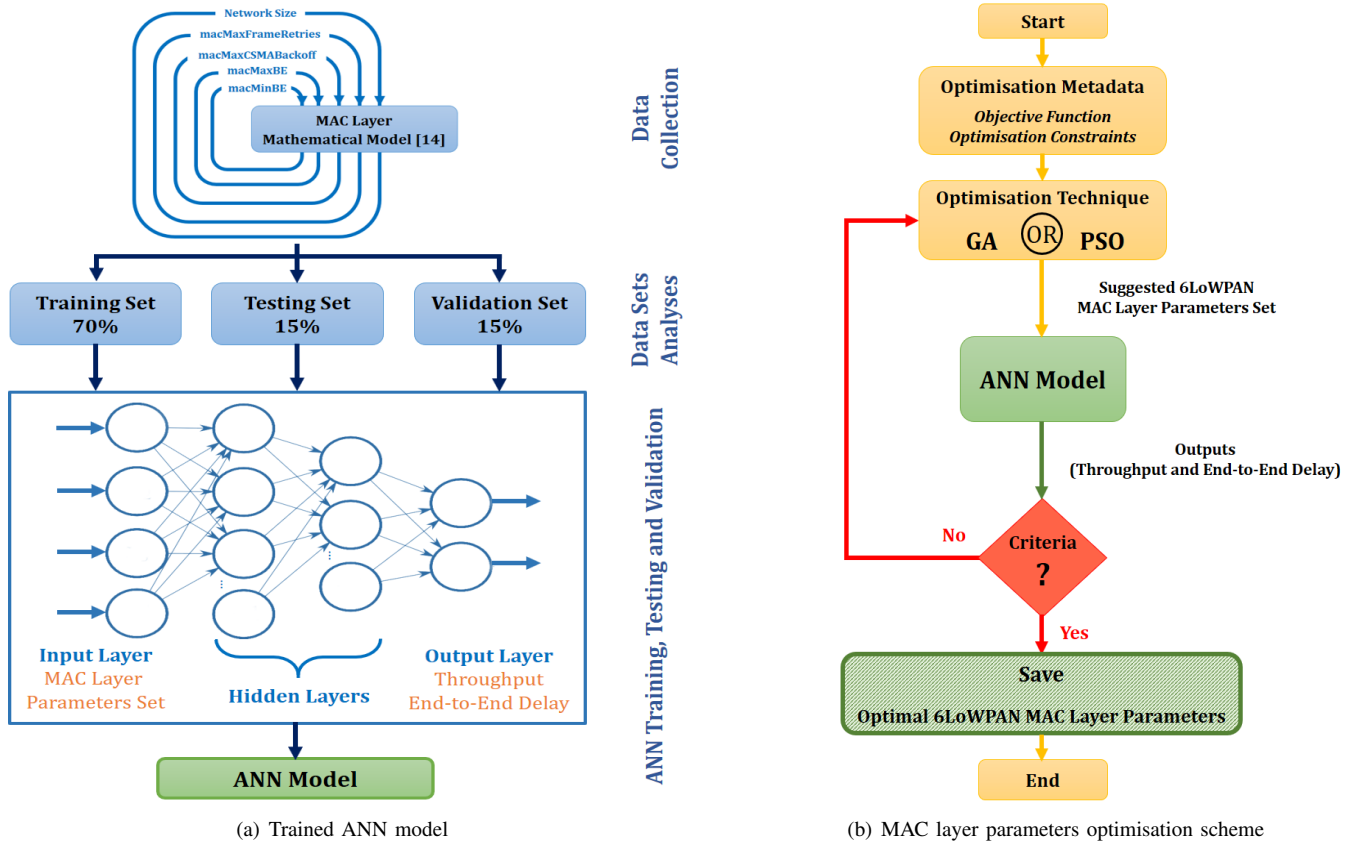 Network Size
macMaxFrameRetries
macMaxCSMABackoff
macMaxBE
macMinBE
MAC Layer
Mathematical Model [14]
Data
Collection
Training Set
70%
Testing Set
15%
Validation Set
15%
Data Sets
Analyses
Input Layer
MAC Layer
Parameters Set
Hidden Layers
Output Layer
Throughput
End-to-End Delay
ANN Training, Testing and Validation
ANN Model
(a) Trained ANN model
Start
Optimisation Metadata
Objective Function
Optimisation Constraints
Optimisation Technique
GA OR PSO
Suggested 6LoWPAN
MAC Layer Parameters Set
ANN Model
Outputs
(Throughput and End-to-End Delay)
No
Criteria
?
Yes
Save
Optimal 6LoWPAN MAC Layer Parameters
End
(b) MAC layer parameters optimisation scheme